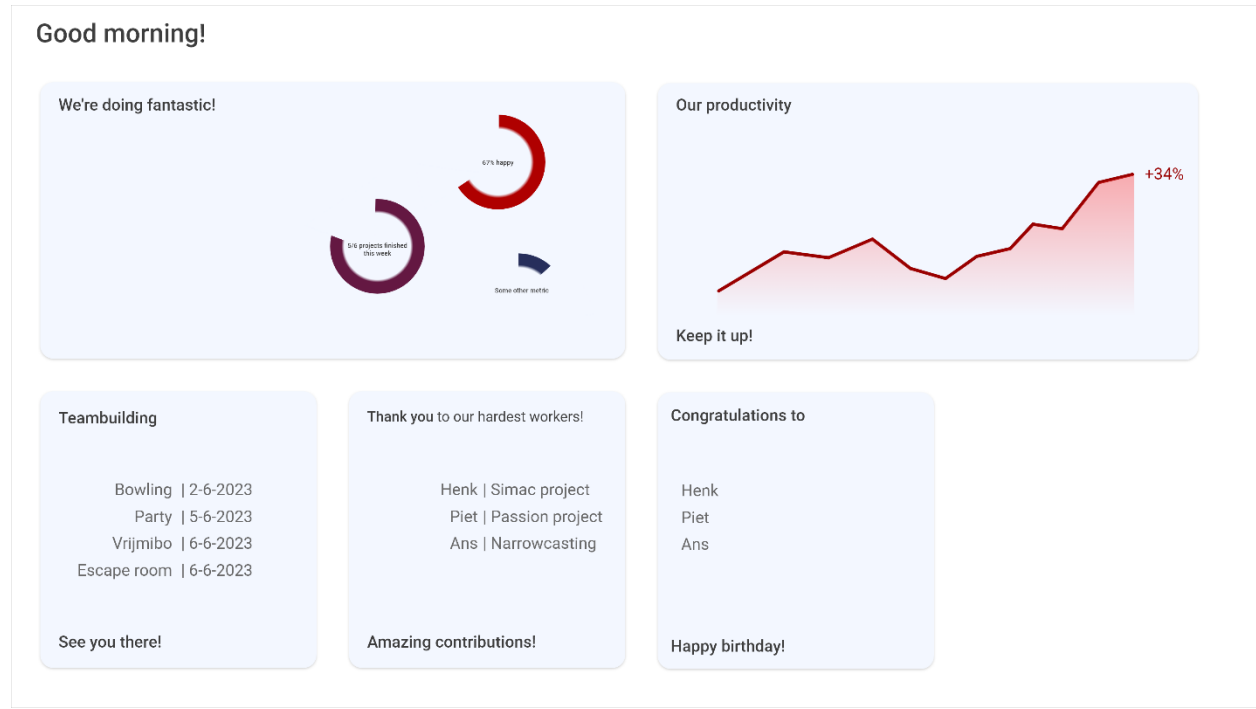 Good morning!
We're doing fantastic!
67% happy
5/6 projects finished
this week
Some other metric
Our productivity
+34%
Keep it up!
Teambuilding
Bowling | 2-6-2023
Party | 5-6-2023
Vrijmibo | 6-6-2023
Escape room | 6-6-2023
See you there!
Thank you to our hardest workers!
Henk | Simac project
Piet | Passion project
Ans | Narrowcasting
Amazing contributions!
Congratulations to
Henk
Piet
Ans
Happy birthday!